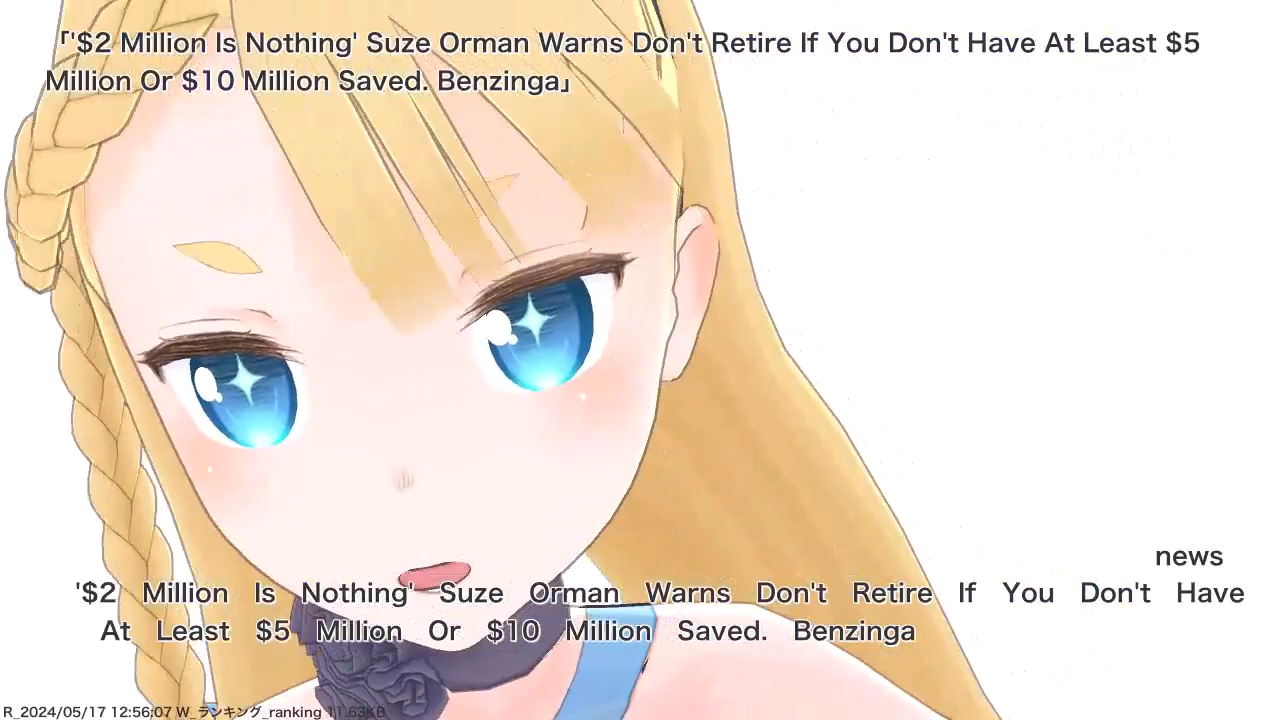 「'$2 Million Is Nothing' Suze Orman Warns Don't Retire If You Don't Have At Least $5
Million Or $10 Million Saved. Benzinga」
news
'$2 Million Is Nothing' Suze Orman Warns Don't Retire If You Don't Have
At Least $5 Million Or $10 Million Saved. Benzinga
R_2024/05/17 12:56:07 W_ランキング_ranking 11.63KB